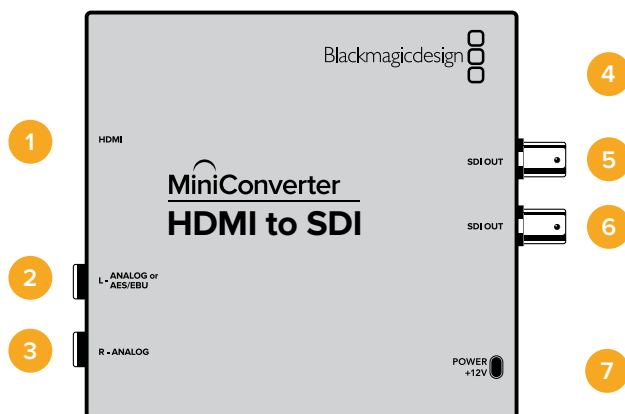 Blackmagicdesign
4
1
HDMI
SDI OUT
5
MiniConverter
HDMI to SDI
SDI OUT
6
2
L - ANALOG or
AES/EBU
3
R - ANALOG
POWER
+12V
7